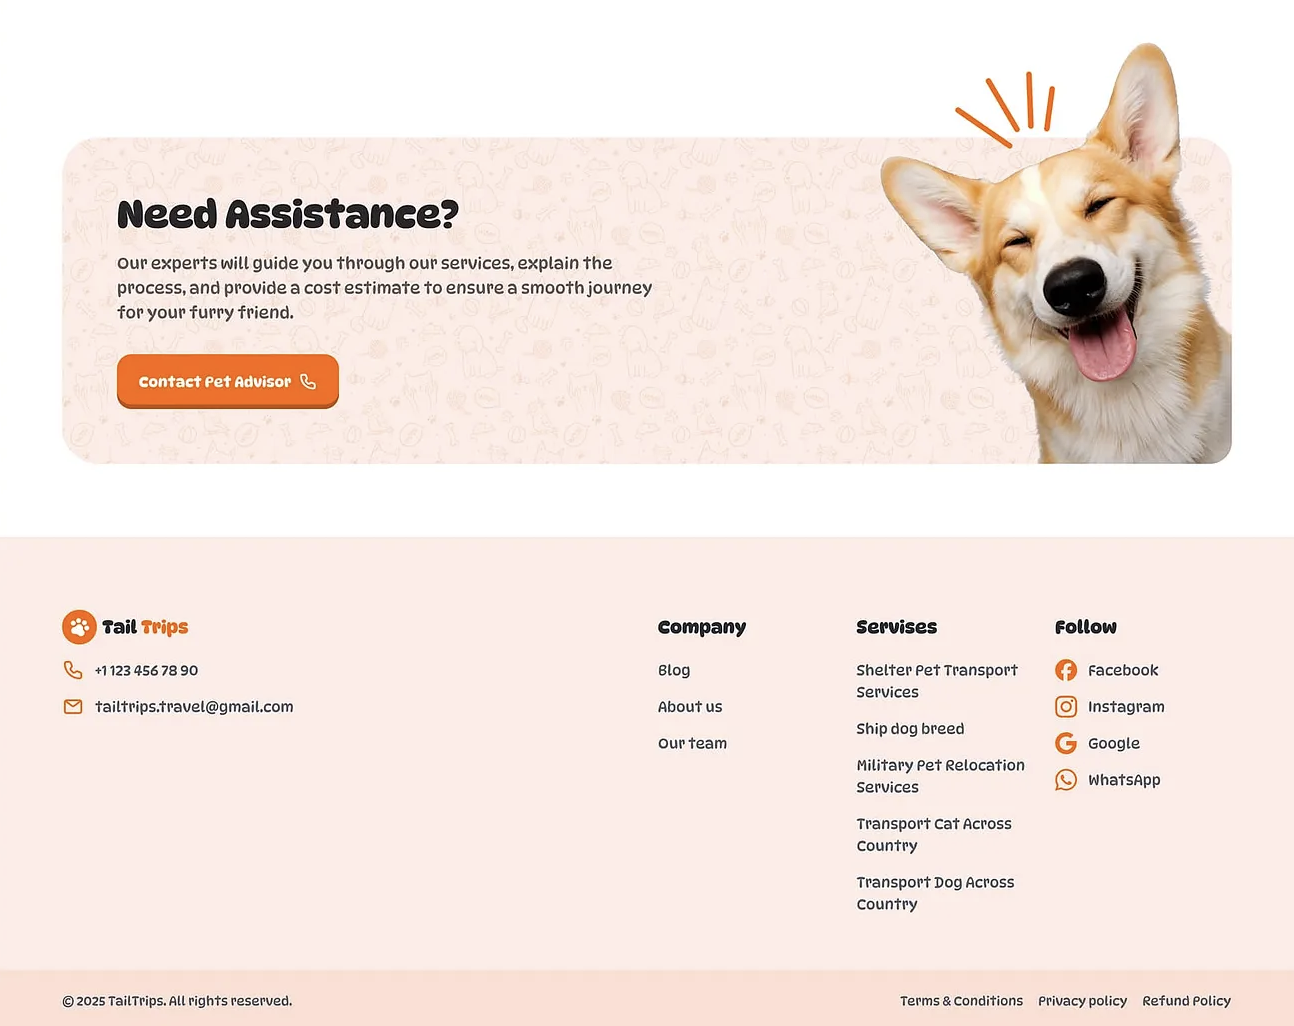 Need Assistance?
Our experts will guide you through our services, explain the
process, and provide a cost estimate to ensure a smooth journey
for your furry friend.
Contact Pet Advisor
Tail Trips
+1 123 456 78 90
tailtrips.travel@gmail.com
Company
Blog
About us
Our team
Servises
Shelter Pet Transport
Services
Ship dog breed
Military Pet Relocation
Services
Transport Cat Across
Country
Transport Dog Across
Country
Follow
Facebook
Instagram
Google
WhatsApp
© 2025 TailTrips. All rights reserved.
Terms & Conditions
Privacy policy
Refund Policy